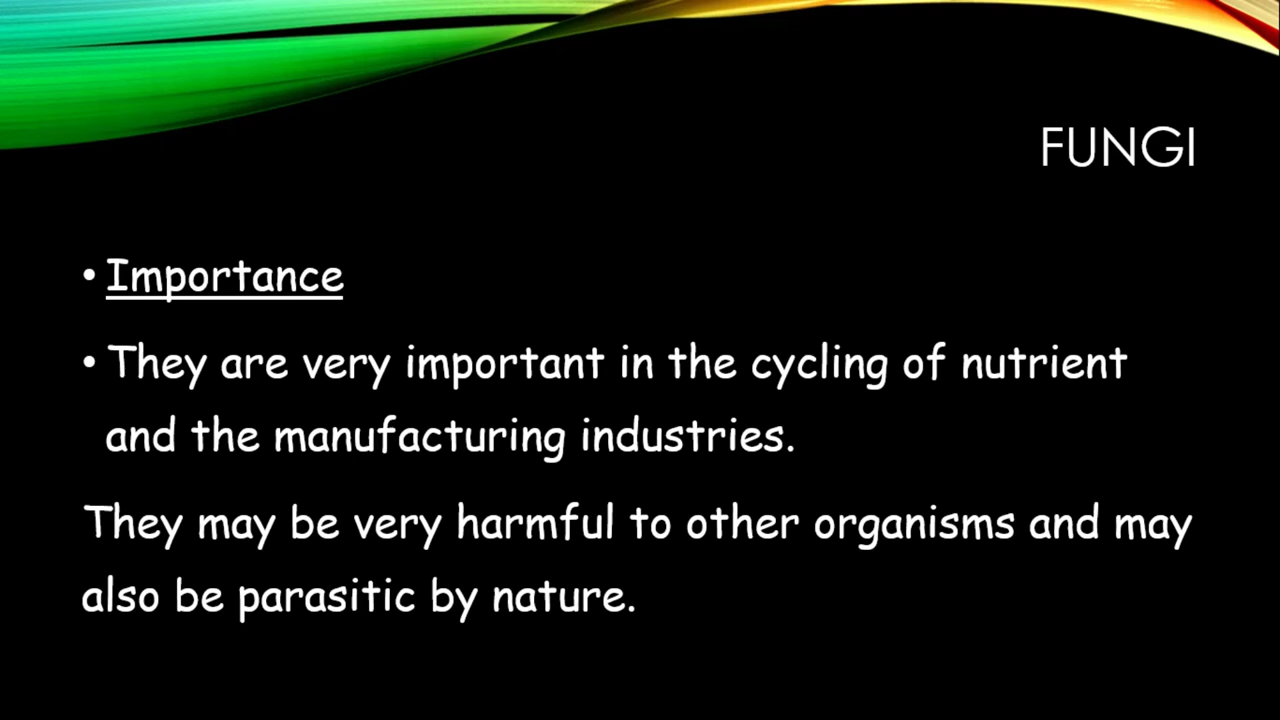 FUNGI
• Importance
• They are very important in the cycling of nutrient
and the manufacturing industries.
They may be very harmful to other organisms and may
also be parasitic by nature.